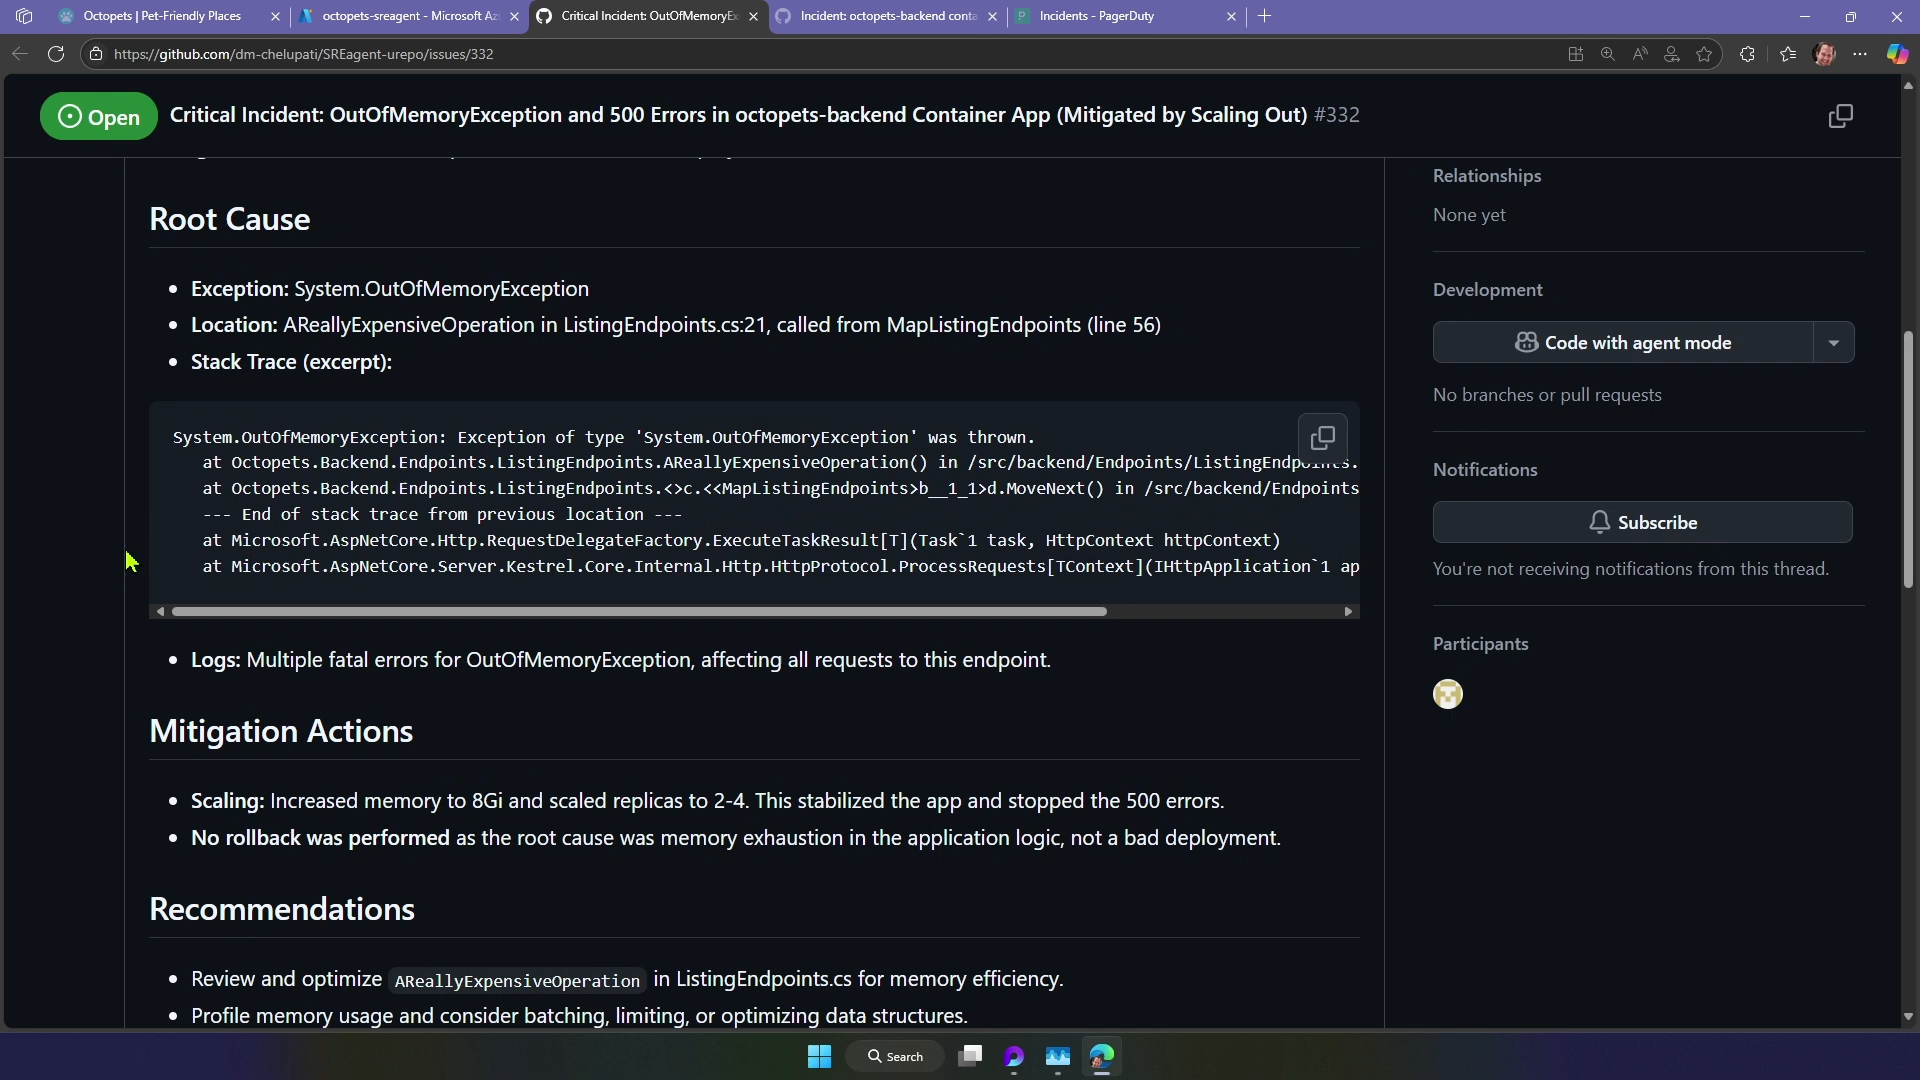 Octopets | Pet-Friendly Places
octopets-sreagent - Microsoft Az
Critical Incident: OutOfMemoryEx
Incident: octopets-backend conta
Incidents - PagerDuty
https://github.com/dm-chelupati/SREagent-urepo/issues/332
Open
Critical Incident: OutOfMemoryException and 500 Errors in octopets-backend Container App (Mitigated by Scaling Out) #332
Root Cause
• Exception: System.OutOfMemoryException
• Location: AReallyExpensiveOperation in ListingEndpoints.cs:21, called from MapListingEndpoints (line 56)
• Stack Trace (excerpt):
System.OutOfMemoryException: Exception of type 'System.OutOfMemoryException' was thrown.
at Octopets.Backend.Endpoints.ListingEndpoints.AReallyExpensiveOperation() in /src/backend/Endpoints/ListingEndpoints.
at Octopets.Backend.Endpoints.ListingEndpoints.<>c.<<MapListingEndpoints>b__1_1>d.MoveNext() in /src/backend/Endpoints
--- End of stack trace from previous location ---
at Microsoft.AspNetCore.Http.RequestDelegateFactory.ExecuteTaskResult[T](Task`1 task, HttpContext httpContext)
at Microsoft.AspNetCore.Server.Kestrel.Core.Internal.Http.HttpProtocol.ProcessRequests[TContext](IHttpApplication`1 ap
• Logs: Multiple fatal errors for OutOfMemoryException, affecting all requests to this endpoint.
Mitigation Actions
• Scaling: Increased memory to 8Gi and scaled replicas to 2-4. This stabilized the app and stopped the 500 errors.
• No rollback was performed as the root cause was memory exhaustion in the application logic, not a bad deployment.
Recommendations
• Review and optimize AReallyExpensiveOperation in ListingEndpoints.cs for memory efficiency.
• Profile memory usage and consider batching, limiting, or optimizing data structures.
Relationships
None yet
Development
Code with agent mode
No branches or pull requests
Notifications
Subscribe
You're not receiving notifications from this thread.
Participants
Search